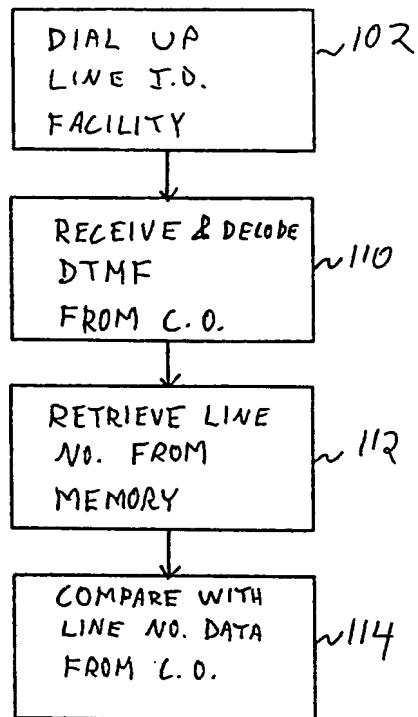 DIAL UP
LINE I.D.
FACILITY
102
RECEIVE & DECODE
DTMF
FROM C.O.
110
RETRIEVE LINE
NO. FROM
MEMORY
112
COMPARE WITH
LINE NO. DATA
FROM C.O.
114